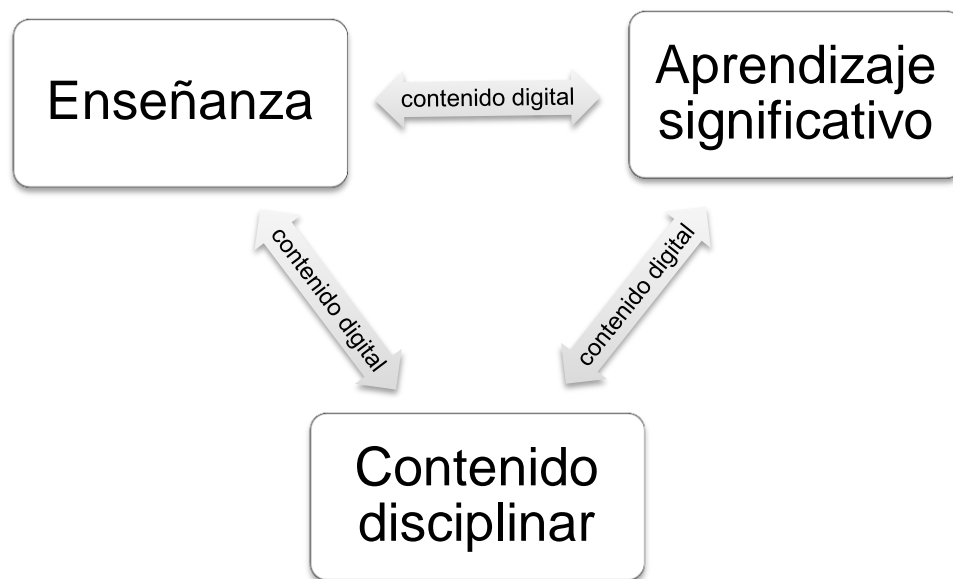 Enseñanza
contenido digital
Aprendizaje
significativo
contenido digital
contenido digital
Contenido
disciplinar